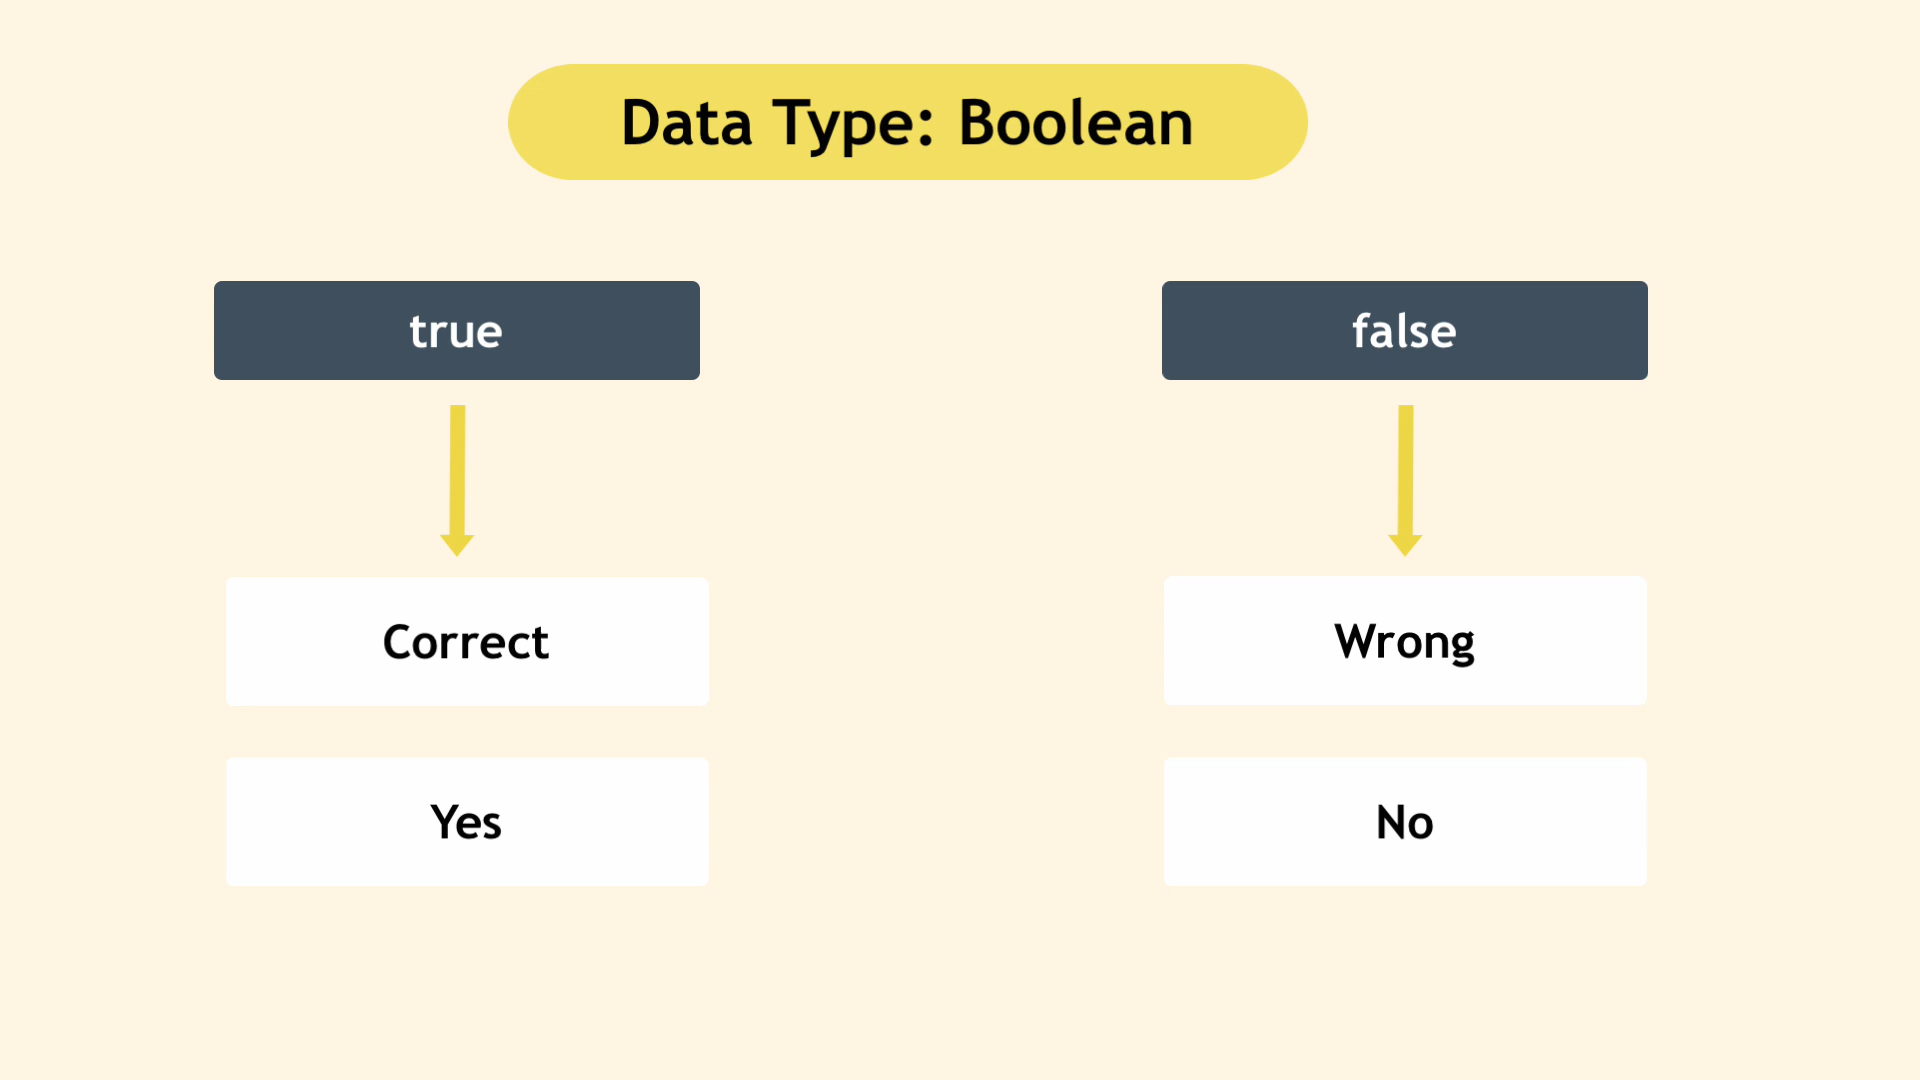 Data Type: Boolean
true
false
Correct
Wrong
Yes
No